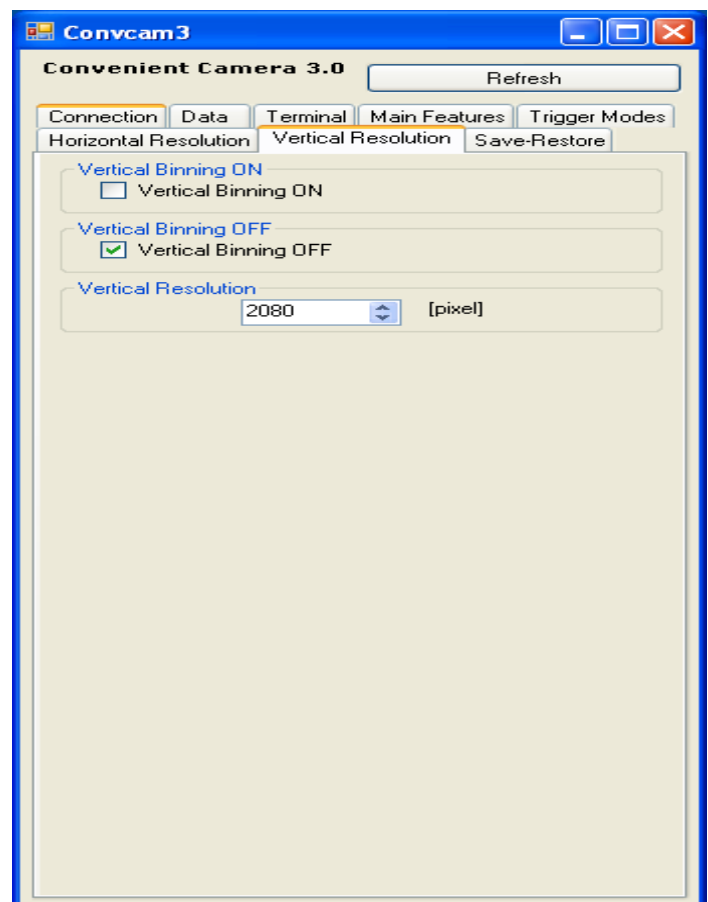 Convcam3
Convenient Camera 3.0
Refresh
Connection Data Terminal Main Features Trigger Modes
Horizontal Resolution Vertical Resolution Save-Restore
Vertical Binning ON
Vertical Binning ON
Vertical Binning OFF
Vertical Binning OFF
Vertical Resolution
2080 [pixel]